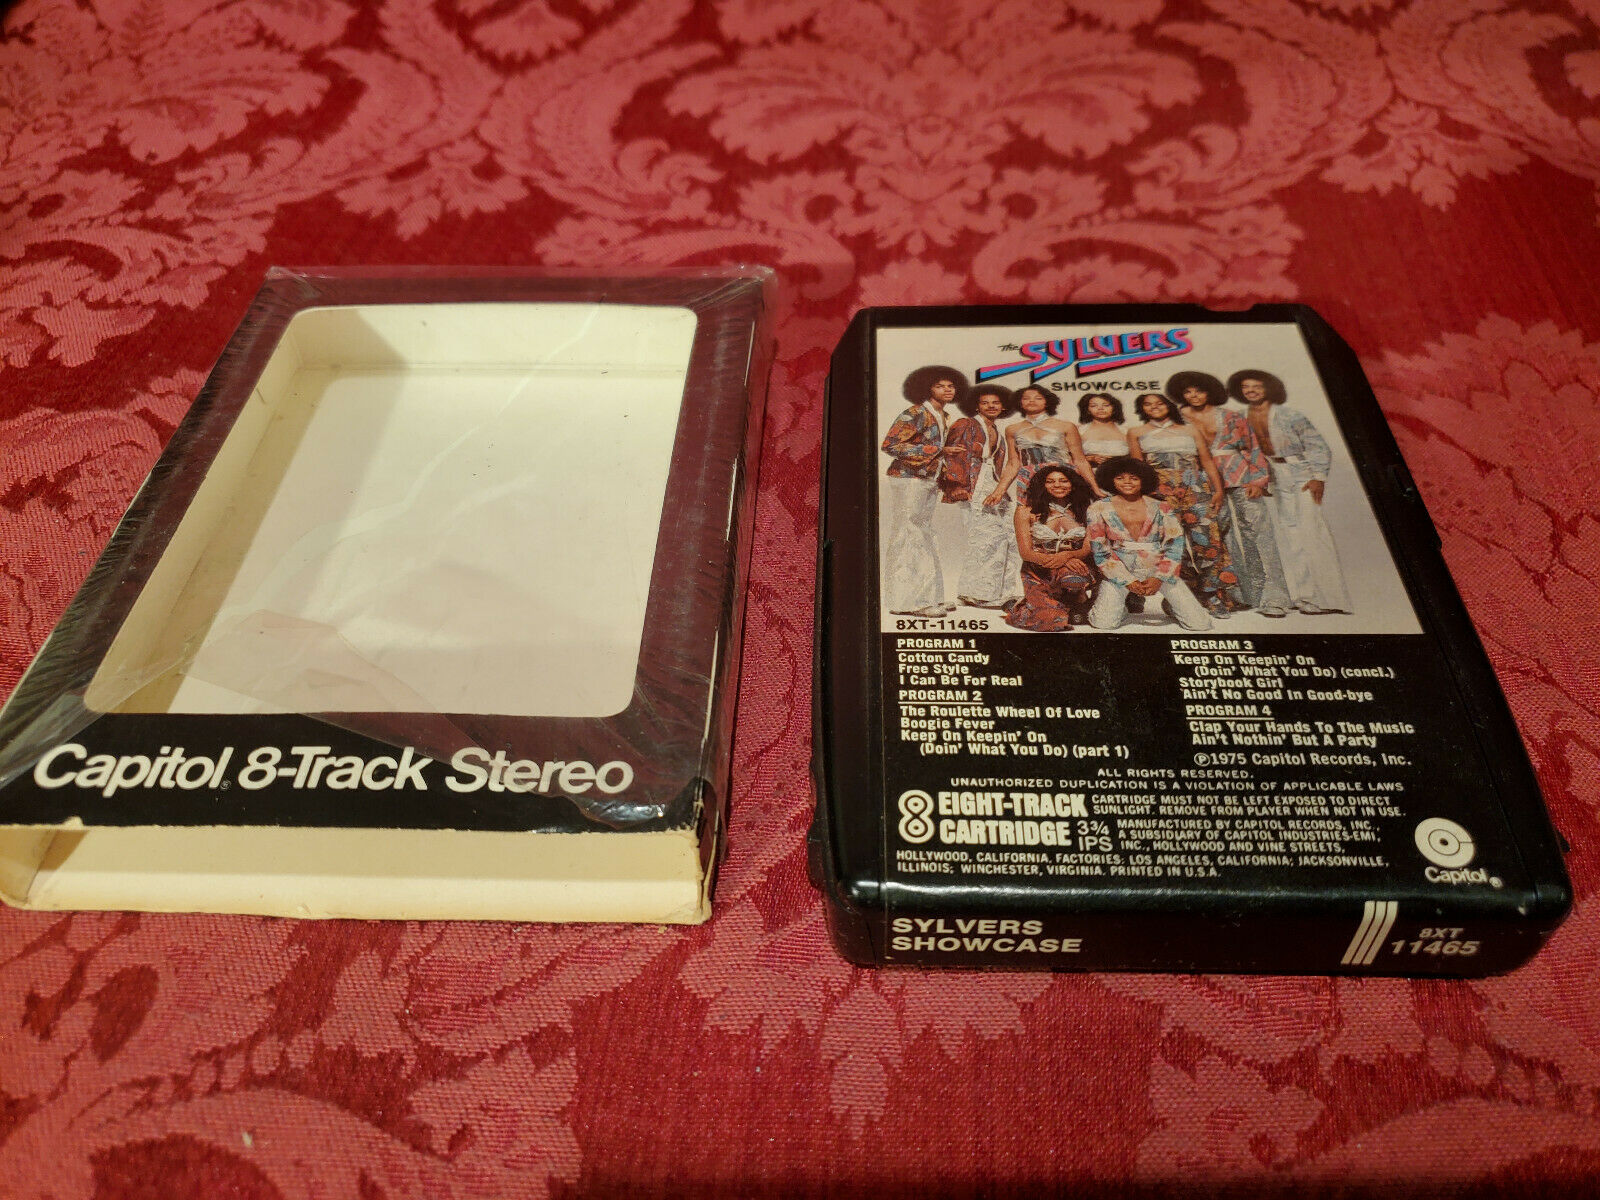 Capitol® 8-Track Stereo
The SYLVERS
SHOWCASE
8XT-11465
PROGRAM 1
Cotton Candy
Free Style
I Can Be For Real
PROGRAM 2
The Roulette Wheel Of Love
Boogie Fever
Keep On Keepin' On
(Doin' What You Do) (part 1)
PROGRAM 3
Keep On Keepin' On
(Doin' What You Do) (concl.)
Storybook Girl
Ain't No Good In Good-bye
PROGRAM 4
Clap Your Hands To The Music
Ain't Nothin' But A Party
℗1975 Capitol Records, Inc.
ALL RIGHTS RESERVED.
UNAUTHORIZED DUPLICATION IS A VIOLATION OF APPLICABLE LAWS
8 EIGHT-TRACK CARTRIDGE
CARTRIDGE MUST NOT BE LEFT EXPOSED TO DIRECT
SUNLIGHT. REMOVE FROM PLAYER WHEN NOT IN USE.
3¾ IPS
MANUFACTURED BY CAPITOL RECORDS, INC.,
A SUBSIDIARY OF CAPITOL INDUSTRIES-EMI,
INC., HOLLYWOOD AND VINE STREETS,
HOLLYWOOD, CALIFORNIA. FACTORIES: LOS ANGELES, CALIFORNIA; JACKSONVILLE,
ILLINOIS; WINCHESTER, VIRGINIA. PRINTED IN U.S.A.
Capitol®
SYLVERS
SHOWCASE
8XT
11465